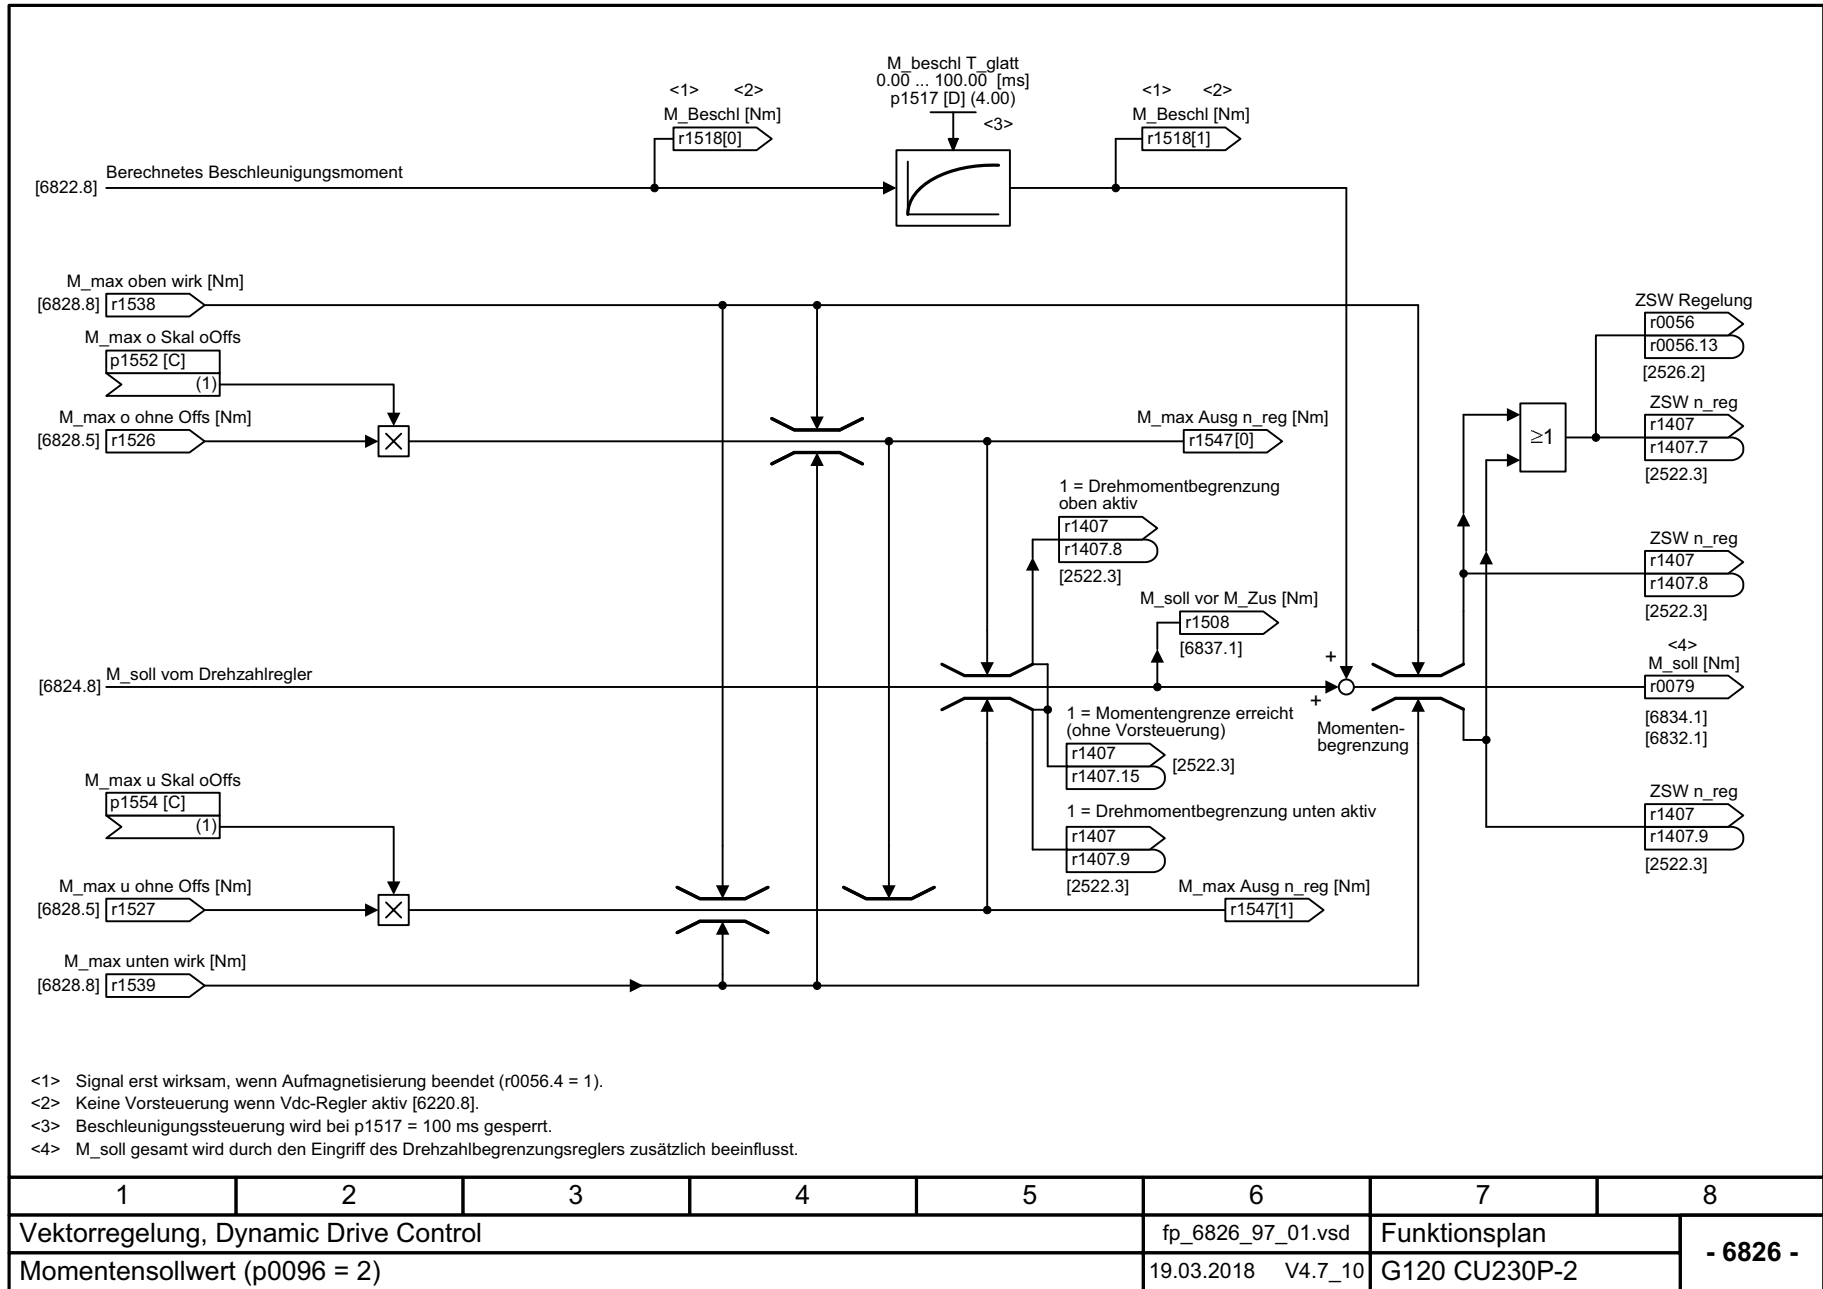 M_beschl T_glatt
0.00 ... 100.00 [ms]
p1517 [D] (4.00)
<3>
<1> <2>
M_Beschl [Nm]
r1518[0]
<1> <2>
M_Beschl [Nm]
r1518[1]
Berechnetes Beschleunigungsmoment
[6822.8]
M_max oben wirk [Nm]
[6828.8] r1538
M_max o Skal oOffs
p1552 [C]
(1)
M_max o ohne Offs [Nm]
[6828.5] r1526
M_max Ausg n_reg [Nm]
r1547[0]
1 = Drehmomentbegrenzung
oben aktiv
r1407
r1407.8
[2522.3]
M_soll vor M_Zus [Nm]
r1508
[6837.1]
[6824.8] M_soll vom Drehzahlregler
+
+
Momenten-
begrenzung
1 = Momentengrenze erreicht
(ohne Vorsteuerung)
r1407
r1407.15
[2522.3]
1 = Drehmomentbegrenzung unten aktiv
r1407
r1407.9
[2522.3]
M_max Ausg n_reg [Nm]
r1547[1]
M_max u Skal oOffs
p1554 [C]
(1)
M_max u ohne Offs [Nm]
[6828.5] r1527
M_max unten wirk [Nm]
[6828.8] r1539
≥1
ZSW Regelung
r0056
r0056.13
[2526.2]
ZSW n_reg
r1407
r1407.7
[2522.3]
ZSW n_reg
r1407
r1407.8
[2522.3]
<4>
M_soll [Nm]
r0079
[6834.1]
[6832.1]
ZSW n_reg
r1407
r1407.9
[2522.3]
<1> Signal erst wirksam, wenn Aufmagnetisierung beendet (r0056.4 = 1).
<2> Keine Vorsteuerung wenn Vdc-Regler aktiv [6220.8].
<3> Beschleunigungssteuerung wird bei p1517 = 100 ms gesperrt.
<4> M_soll gesamt wird durch den Eingriff des Drehzahlbegrenzungsreglers zusätzlich beeinflusst.
1 2 3 4 5 6 7 8
Vektorregelung, Dynamic Drive Control
fp_6826_97_01.vsd
Funktionsplan
- 6826 -
Momentensollwert (p0096 = 2)
19.03.2018 V4.7_10
G120 CU230P-2